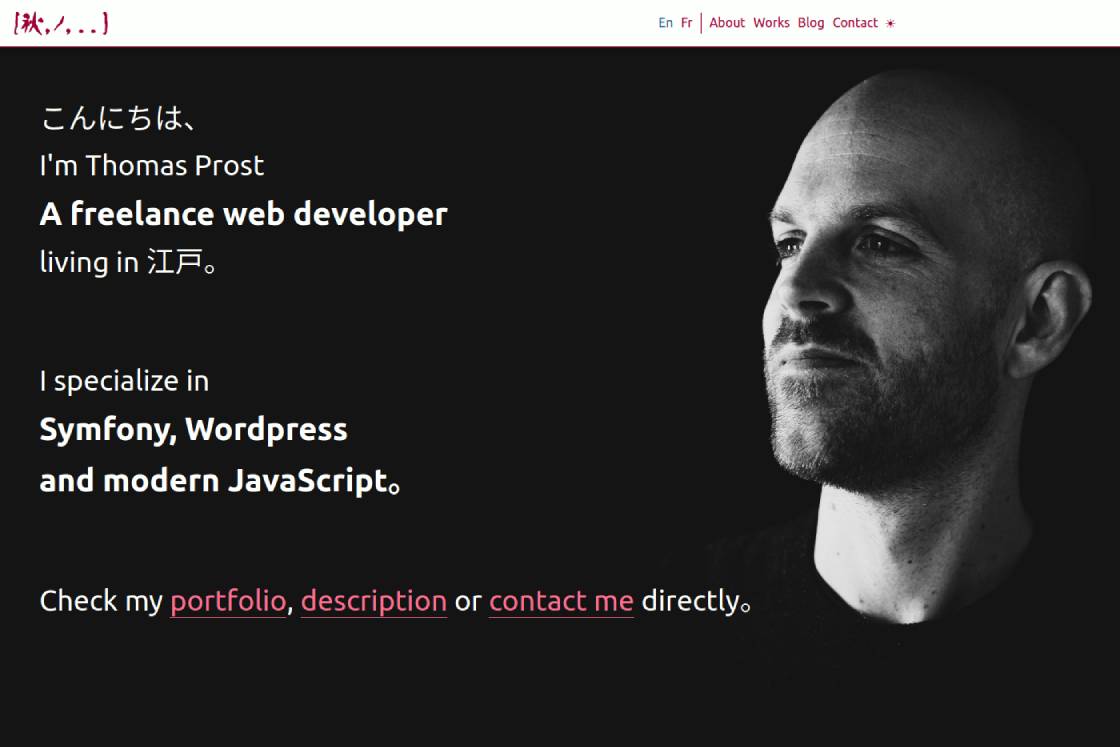 [秋,ノ,..]
En Fr About Works Blog Contact
こんにちは、
I'm Thomas Prost
A freelance web developer
living in 江戸。
I specialize in
Symfony, Wordpress
and modern JavaScript。
Check my portfolio, description or contact me directly。